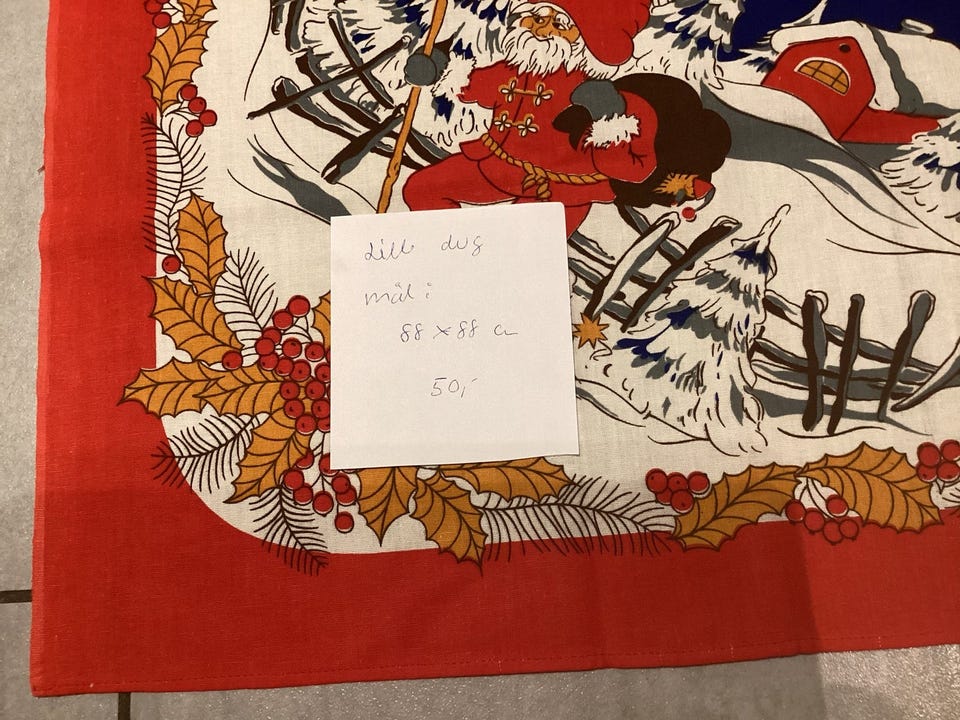 Lille dug
mål:
88 x 88 cm
50,-